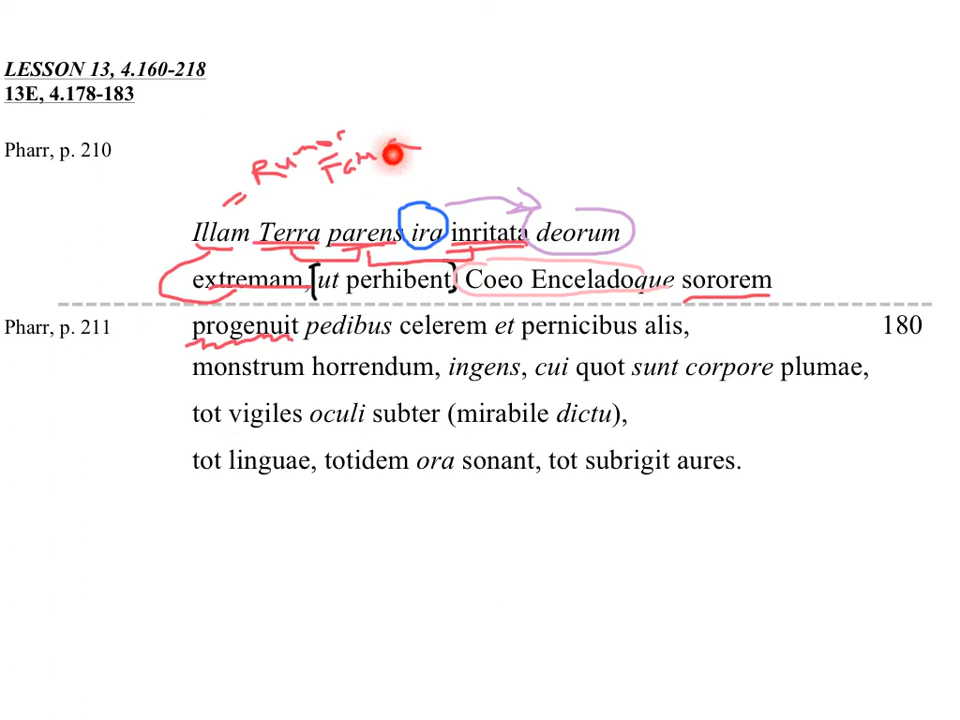 LESSON 13, 4.160-218
13E, 4.178-183
Pharr, p. 210
= Rumor
Fama
Illam Terra parens ira inritata deorum
extremam, [ut perhibent] Coeo Enceladoque sororem
Pharr, p. 211
progenuit pedibus celerem et pernicibus alis, 180
monstrum horrendum, ingens, cui quot sunt corpore plumae,
tot vigiles oculi subter (mirabile dictu),
tot linguae, totidem ora sonant, tot subrigit aures.